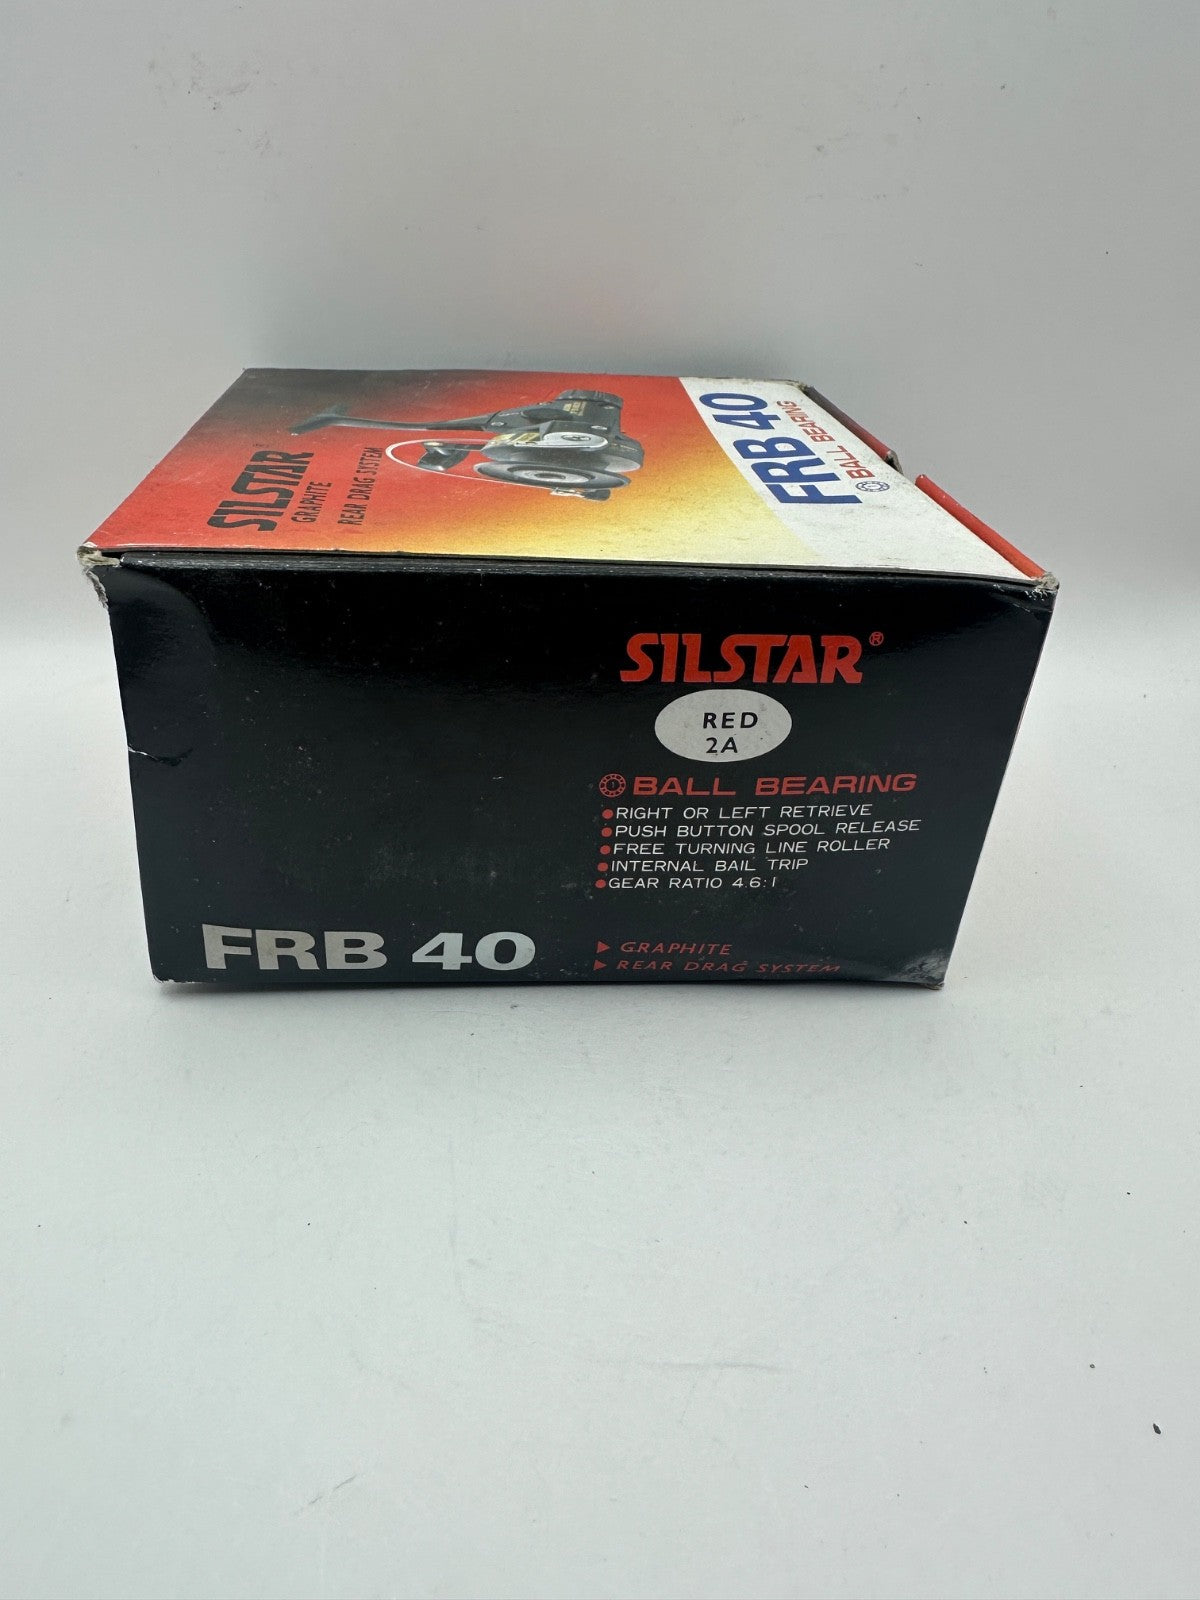 SILSTAR®
GRAPHITE
REAR DRAG SYSTEM
FRB 40
BALL BEARING
SILSTAR®
RED
2A
1 BALL BEARING
•RIGHT OR LEFT RETRIEVE
•PUSH BUTTON SPOOL RELEASE
•FREE TURNING LINE ROLLER
•INTERNAL BAIL TRIP
•GEAR RATIO 4.6:1
FRB 40
▶ GRAPHITE
▶ REAR DRAG SYSTEM